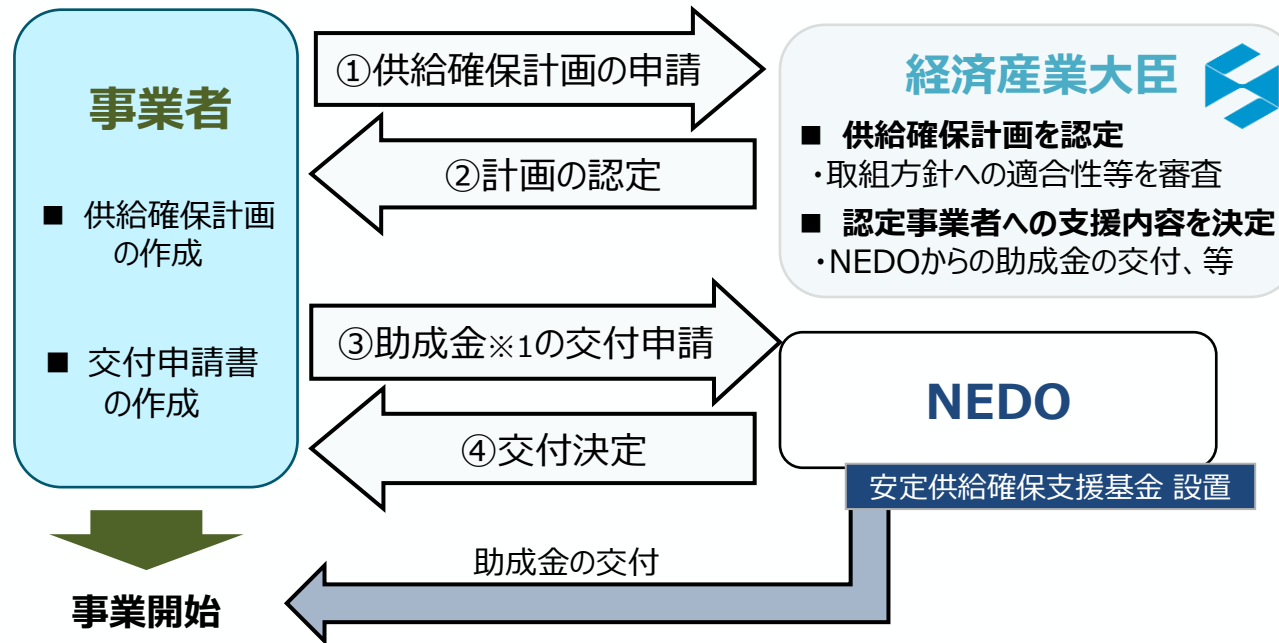 事業者
■ 供給確保計画
の作成
■ 交付申請書
の作成
①供給確保計画の申請
②計画の認定
経済産業大臣
■ 供給確保計画を認定
・取組方針への適合性等を審査
■ 認定事業者への支援内容を決定
・NEDOからの助成金の交付、等
③助成金※1の交付申請
④交付決定
NEDO
安定供給確保支援基金 設置
助成金の交付
事業開始